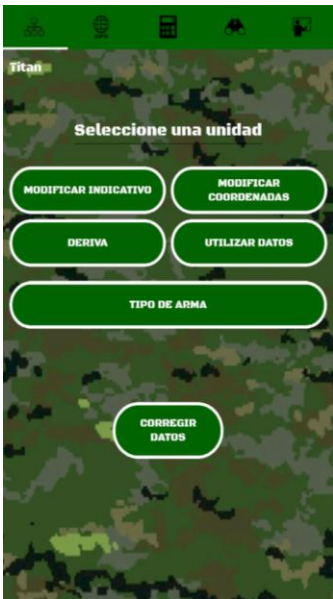 Titan
Seleccione una unidad
MODIFICAR INDICATIVO
MODIFICAR
COORDENADAS
DERIVA
UTILIZAR DATOS
TIPO DE ARMA
CORREGIR
DATOS